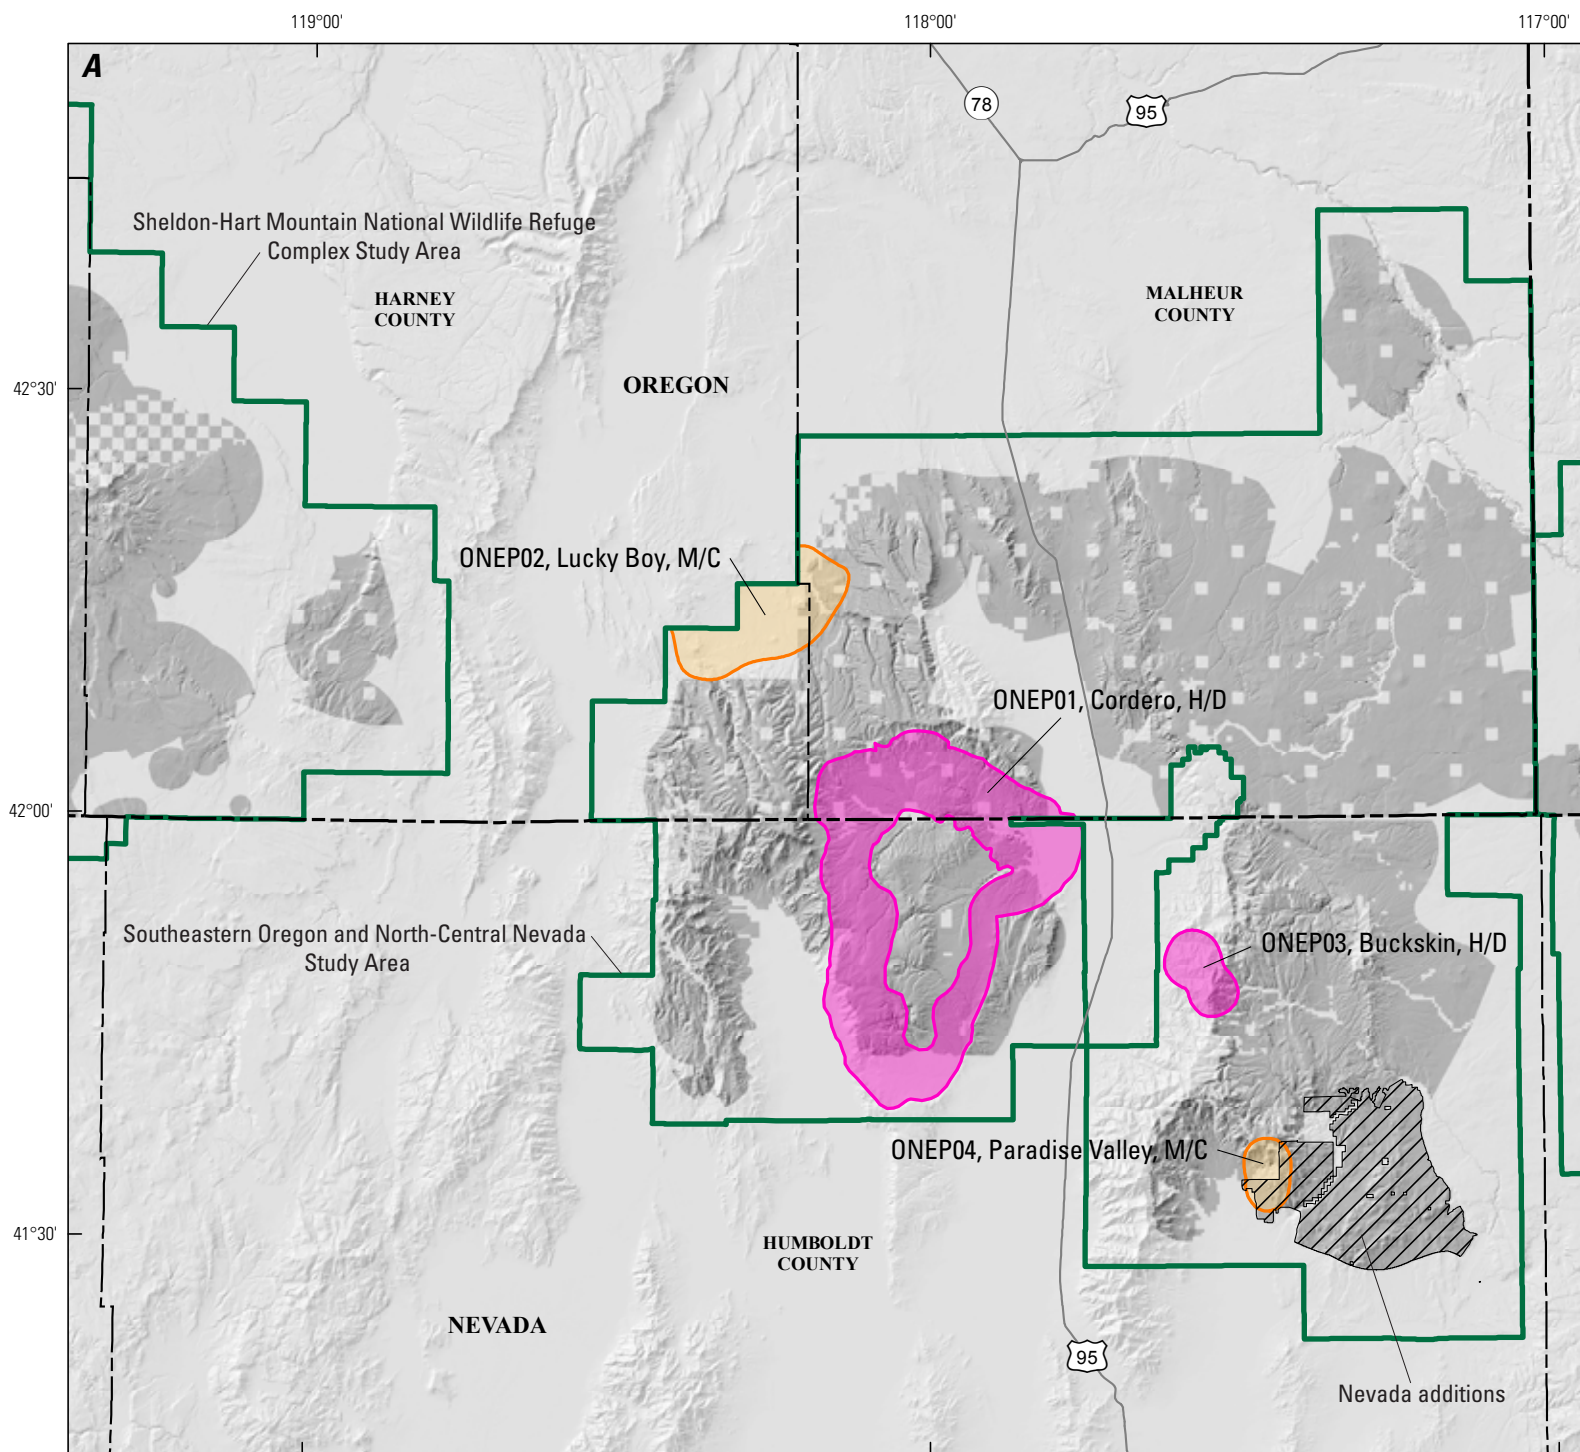 119°00'
118°00'
117°00'
A
78
95
Sheldon-Hart Mountain National Wildlife Refuge
Complex Study Area
HARNEY
COUNTY
MALHEUR
COUNTY
42°30'
OREGON
ONEP02, Lucky Boy, M/C
ONEP01, Cordero, H/D
42°00'
Southeastern Oregon and North-Central Nevada
Study Area
ONEP03, Buckskin, H/D
ONEP04, Paradise Valley, M/C
41°30'
HUMBOLDT
COUNTY
NEVADA
95
Nevada additions